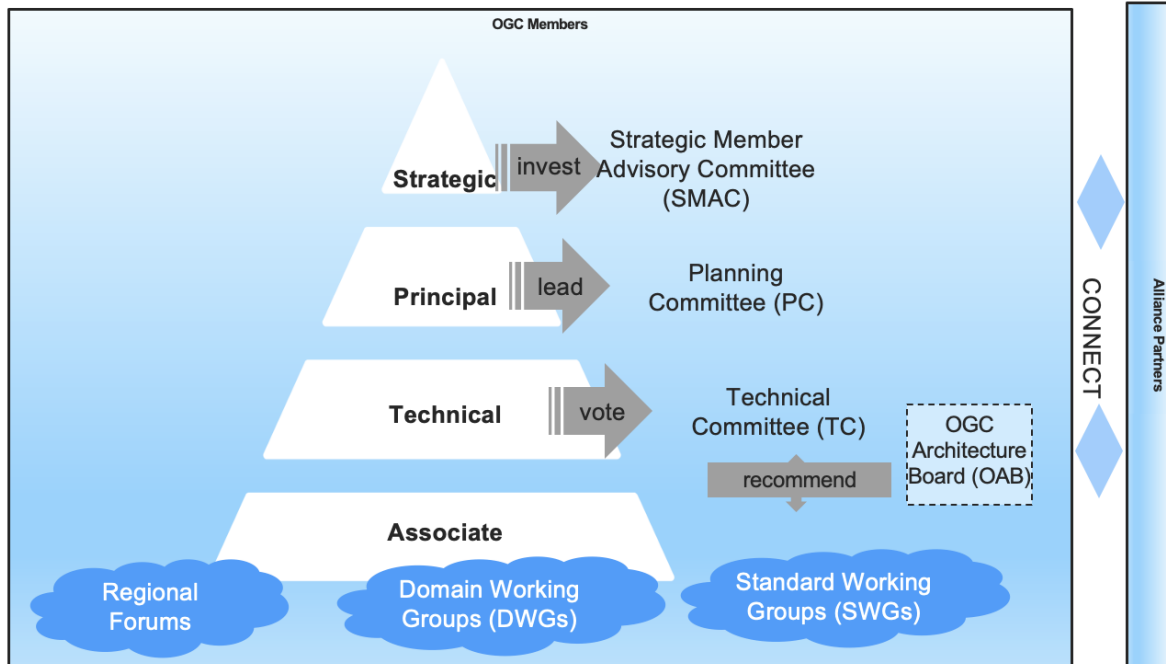 OGC Members
Strategic
invest
Strategic Member
Advisory Committee
(SMAC)
Principal
lead
Planning
Committee (PC)
Technical
vote
Technical
Committee (TC)
recommend
OGC
Architecture
Board (OAB)
Associate
Regional
Forums
Domain Working
Groups (DWGs)
Standard Working
Groups (SWGs)
CONNECT
Alliance Partners